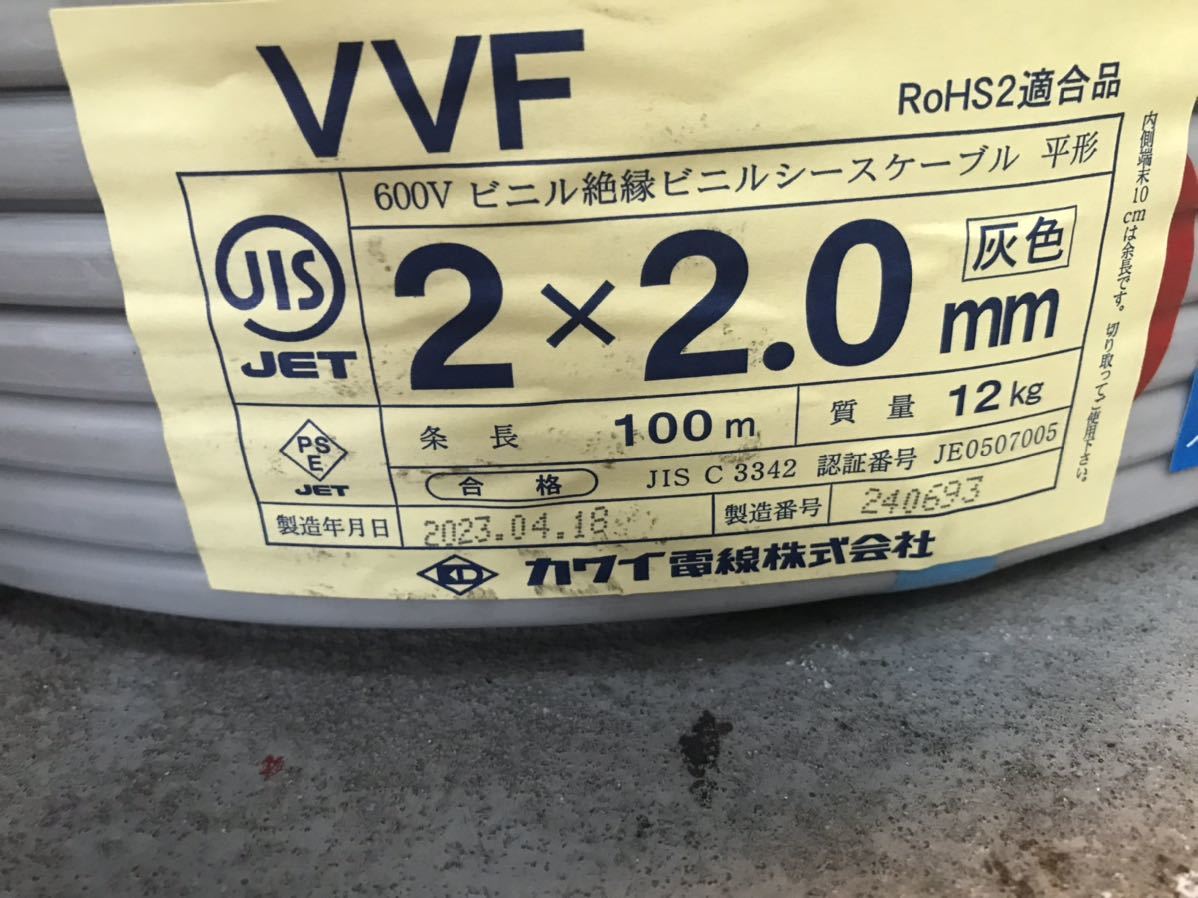 VVF
RoHS2適合品
600V ビニル絶縁ビニルシースケーブル 平形
JIS
JET
2×2.0mm
灰色
PS
E
JET
条長 100m
質量 12kg
合格
JIS C 3342 認証番号 JE0507005
製造年月日 2023.04.18
製造番号 240693
カワイ電線株式会社
内側端末10cmは余長です。切り取ってご使用下さい。